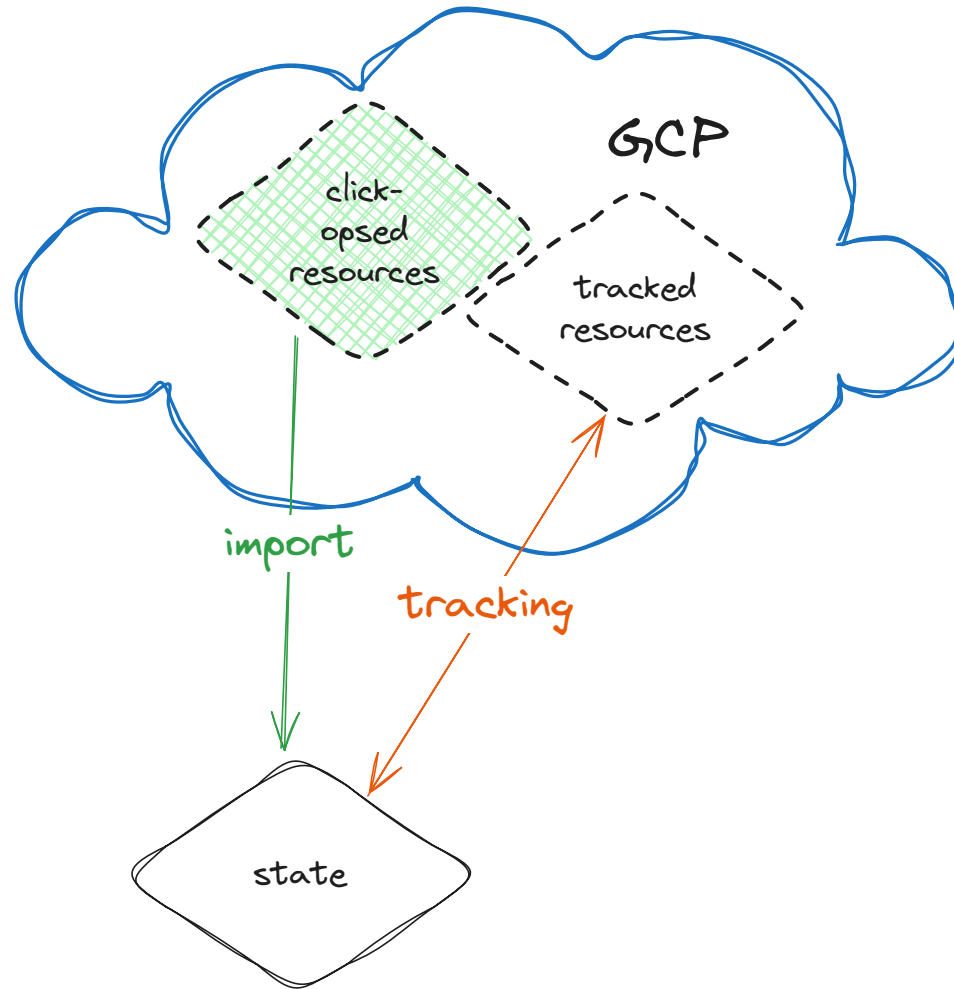 GCP
click-
opsed
resources
tracked
resources
import
tracking
state